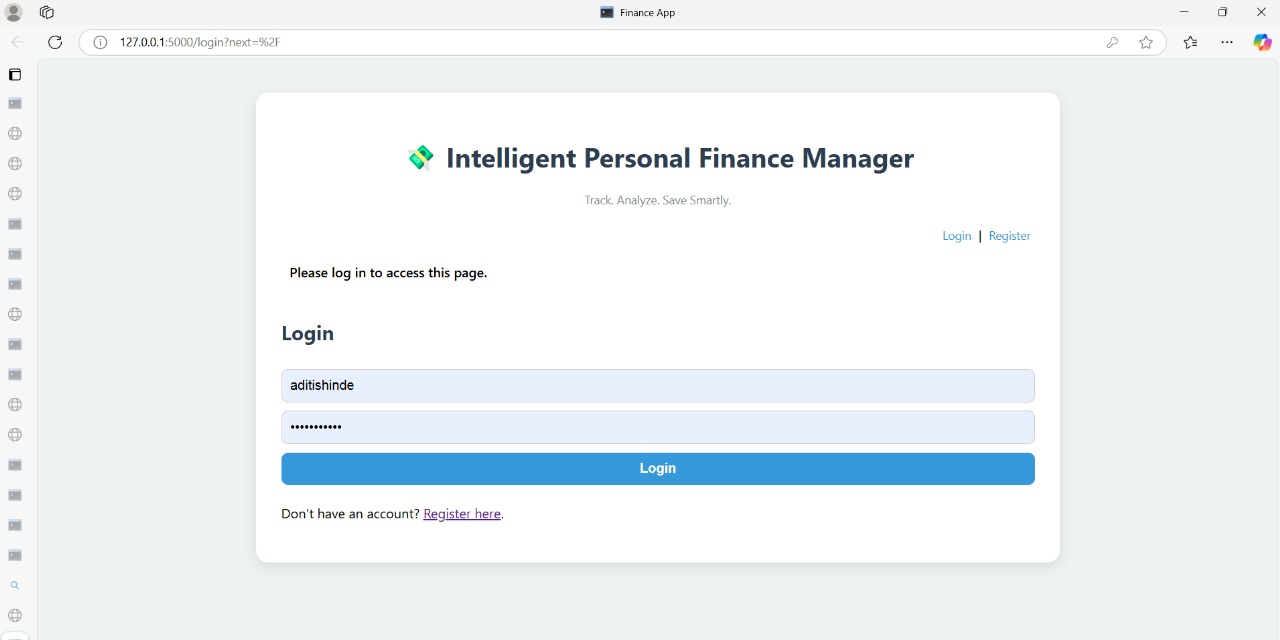 Finance App
127.0.0.1:5000/login?next=%2F
Intelligent Personal Finance Manager
Track. Analyze. Save Smartly.
Login | Register
Please log in to access this page.
Login
aditishinde
•••••••••••
Login
Don't have an account? Register here.